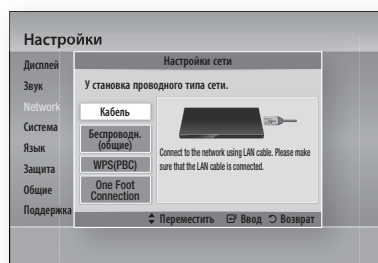 Настройки
Дисплей
Звук
Network
Система
Язык
Защита
Общие
Поддержка
Настройки сети
У становка проводного типа сети.
Кабель
Беспроводн.
(общие)
WPS(PBC)
One Foot
Connection
Connect to the network using LAN cable. Please make
sure that the LAN cable is connected.
Переместить Ввод Возврат